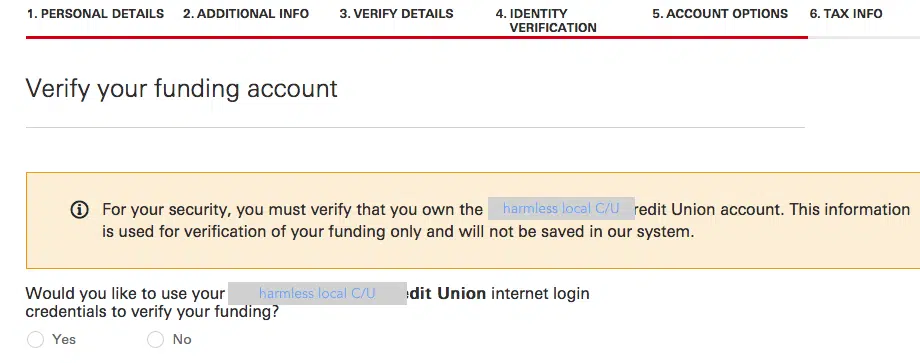 1. PERSONAL DETAILS 2. ADDITIONAL INFO 3. VERIFY DETAILS 4. IDENTITY VERIFICATION 5. ACCOUNT OPTIONS 6. TAX INFO
Verify your funding account
For your security, you must verify that you own the harmless local C/U redit Union account. This information
is used for verification of your funding only and will not be saved in our system.
Would you like to use your harmless local C/U dit Union internet login
credentials to verify your funding?
Yes No